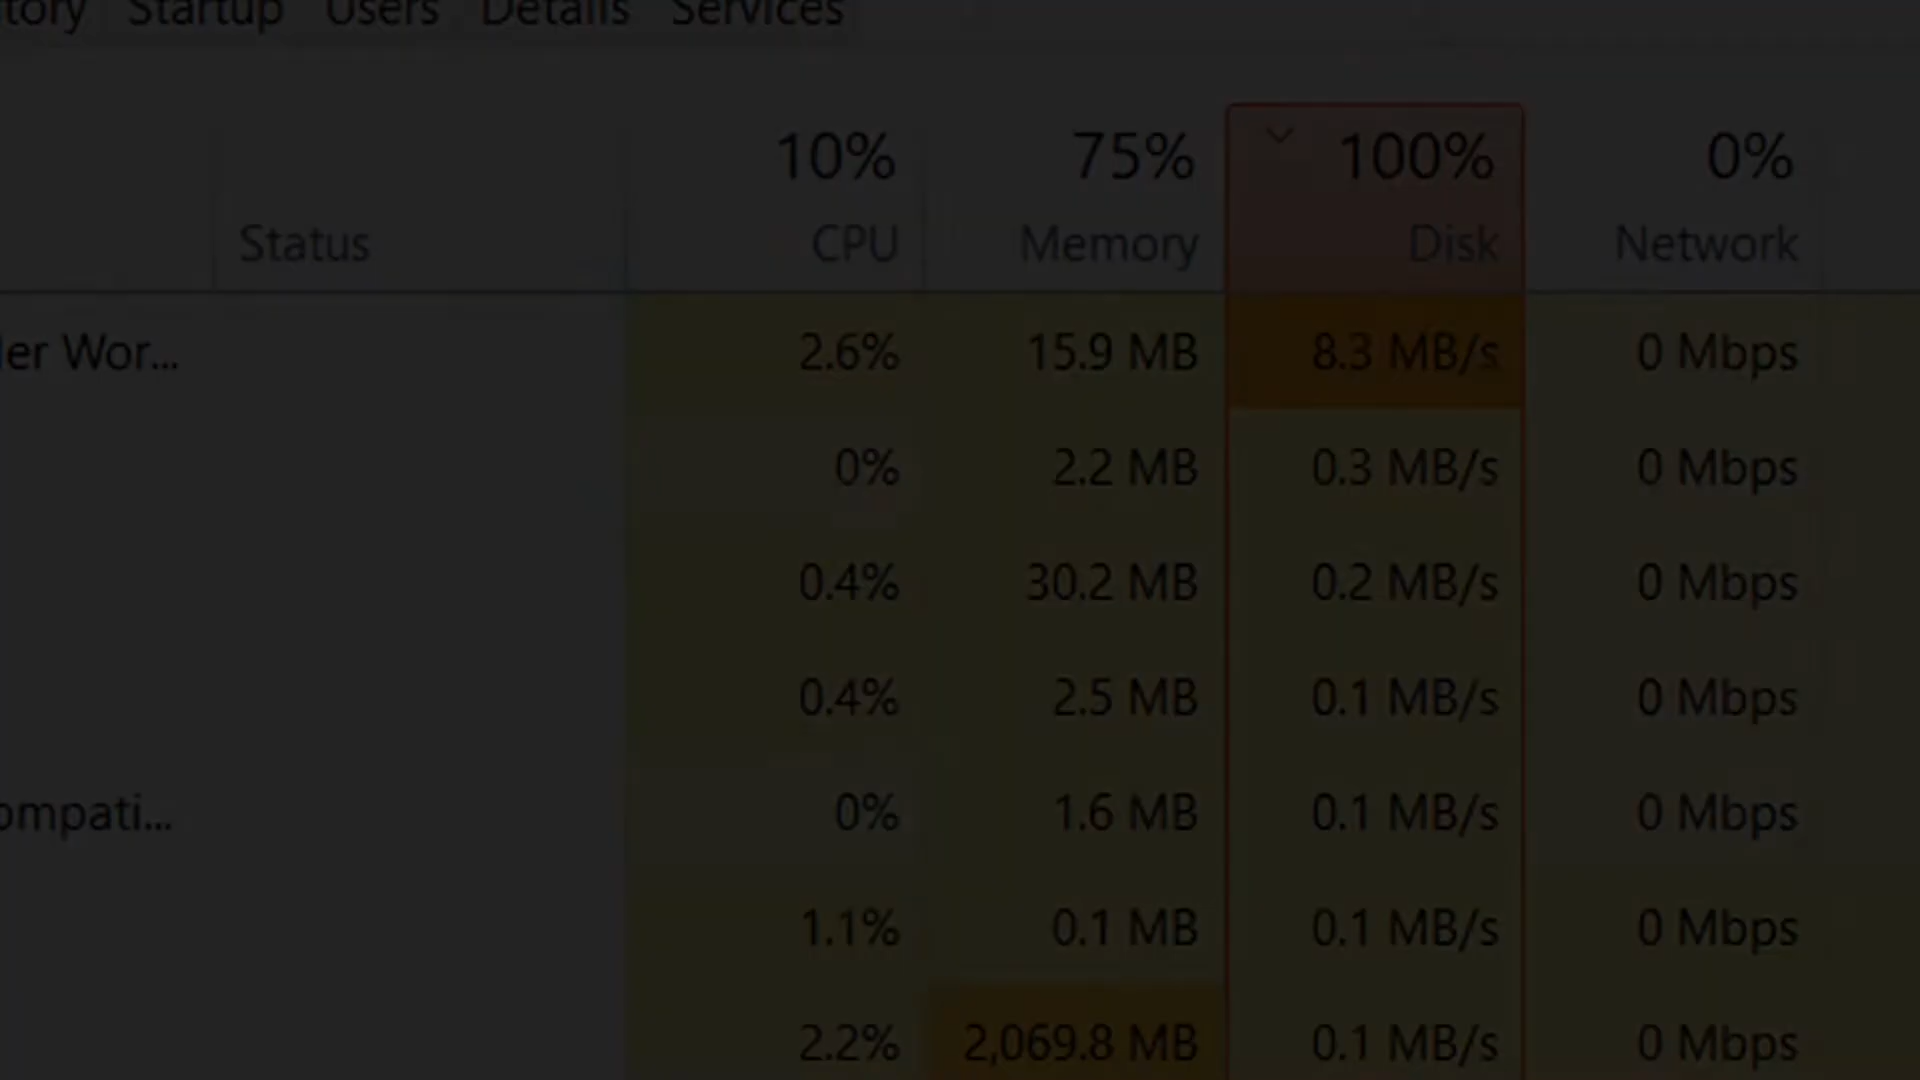 tory Startup Users Details Services
10% 75% 100% 0%
Status CPU Memory Disk Network
ler Wor... 2.6% 15.9 MB 8.3 MB/s 0 Mbps
0% 2.2 MB 0.3 MB/s 0 Mbps
0.4% 30.2 MB 0.2 MB/s 0 Mbps
0.4% 2.5 MB 0.1 MB/s 0 Mbps
ompati... 0% 1.6 MB 0.1 MB/s 0 Mbps
1.1% 0.1 MB 0.1 MB/s 0 Mbps
2.2% 2,069.8 MB 0.1 MB/s 0 Mbps